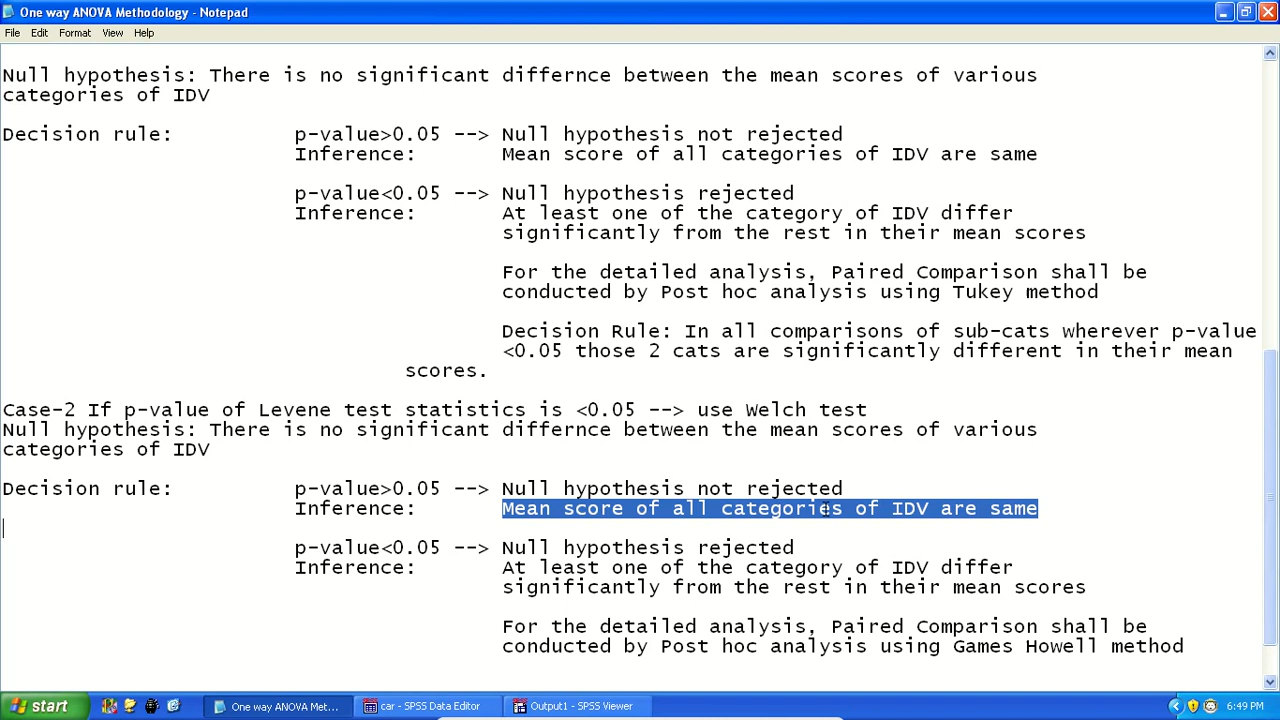 One way ANOVA Methodology - Notepad
File Edit Format View Help
Null hypothesis: There is no significant differnce between the mean scores of various
categories of IDV
Decision rule: p-value>0.05 --> Null hypothesis not rejected
Inference: Mean score of all categories of IDV are same
p-value<0.05 --> Null hypothesis rejected
Inference: At least one of the category of IDV differ
significantly from the rest in their mean scores
For the detailed analysis, Paired Comparison shall be
conducted by Post hoc analysis using Tukey method
Decision Rule: In all comparisons of sub-cats wherever p-value
<0.05 those 2 cats are significantly different in their mean
scores.
Case-2 If p-value of Levene test statistics is <0.05 --> use Welch test
Null hypothesis: There is no significant differnce between the mean scores of various
categories of IDV
Decision rule: p-value>0.05 --> Null hypothesis not rejected
Inference: Mean score of all categories of IDV are same
p-value<0.05 --> Null hypothesis rejected
Inference: At least one of the category of IDV differ
significantly from the rest in their mean scores
For the detailed analysis, Paired Comparison shall be
conducted by Post hoc analysis using Games Howell method
start One way ANOVA Met... car - SPSS Data Editor Output1 - SPSS Viewer 6:49 PM